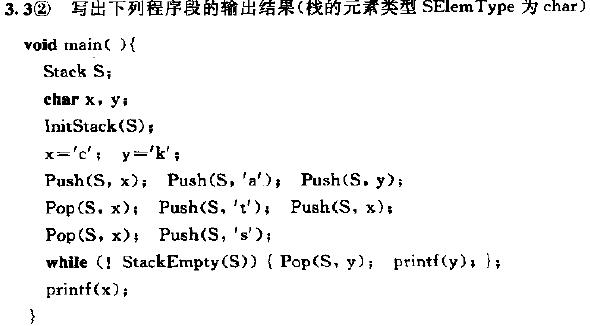 3.3② 写出下列程序段的输出结果(栈的元素类型 SElemType 为 char)
void main( ){
Stack S;
char x, y;
InitStack(S);
x='c'; y='k';
Push(S, x); Push(S, 'a'); Push(S, y);
Pop(S, x); Push(S, 't'); Push(S, x);
Pop(S, x); Push(S, 's');
while (! StackEmpty(S)) { Pop(S, y); printf(y); };
printf(x);
}